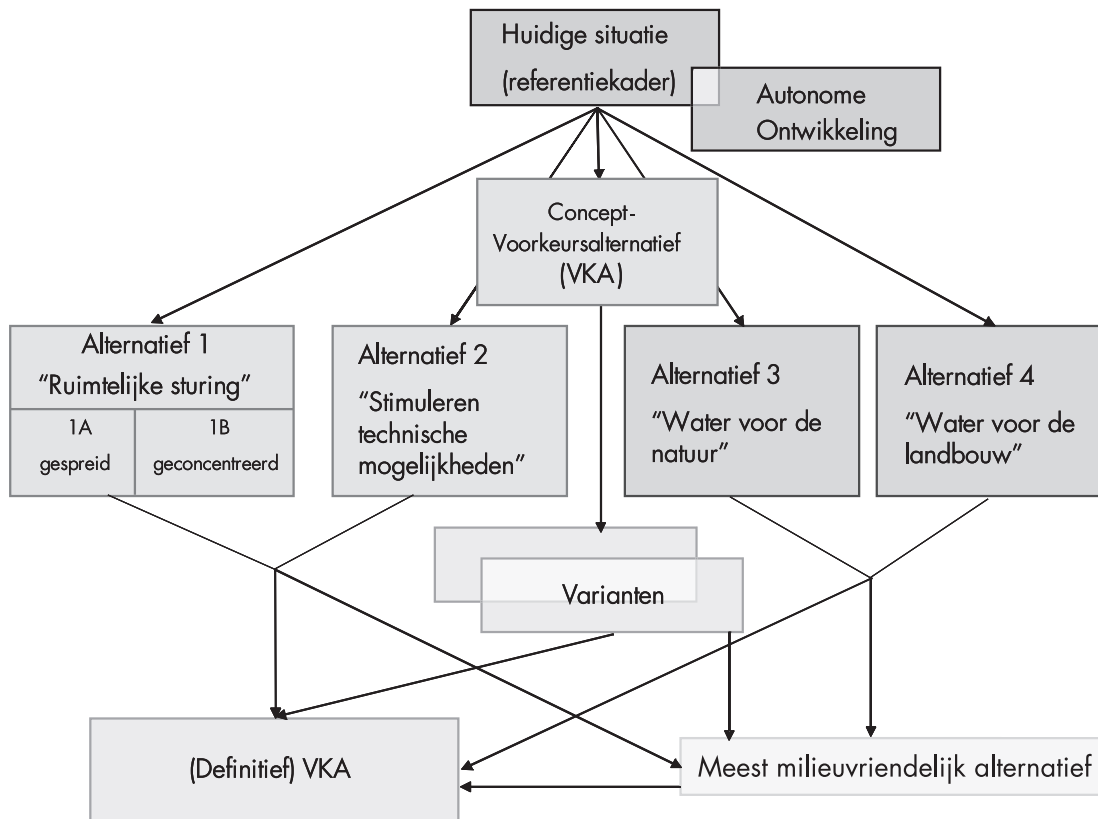 Huidige situatie
(referentiekader)
Autonome
Ontwikkeling
Concept-
Voorkeursalternatief
(VKA)
Alternatief 1
“Ruimtelijke sturing”
1A
gespreid
1B
geconcentreerd
Alternatief 2
“Stimuleren
technische
mogelijkheden”
Alternatief 3
“Water voor de
natuur”
Alternatief 4
“Water voor de
landbouw”
Varianten
(Definitief) VKA
Meest milieuvriendelijk alternatief